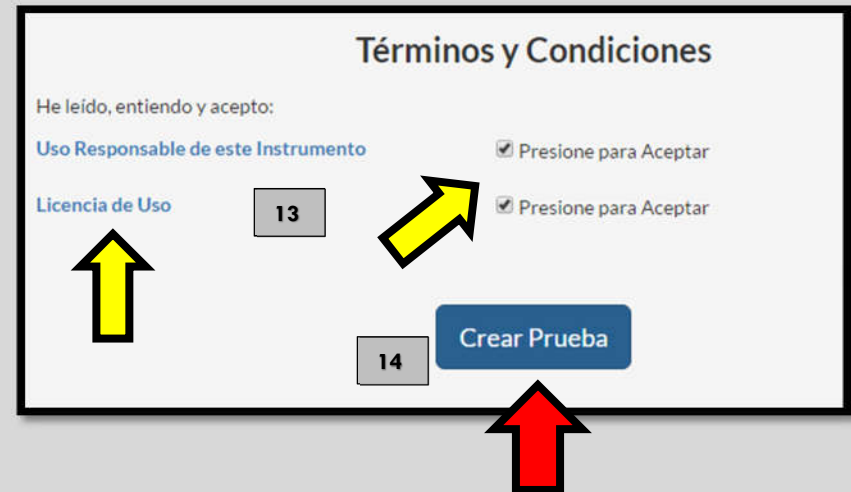 Términos y Condiciones
He leído, entiendo y acepto:
Uso Responsable de este Instrumento Presione para Aceptar
Licencia de Uso 13 Presione para Aceptar
14 Crear Prueba